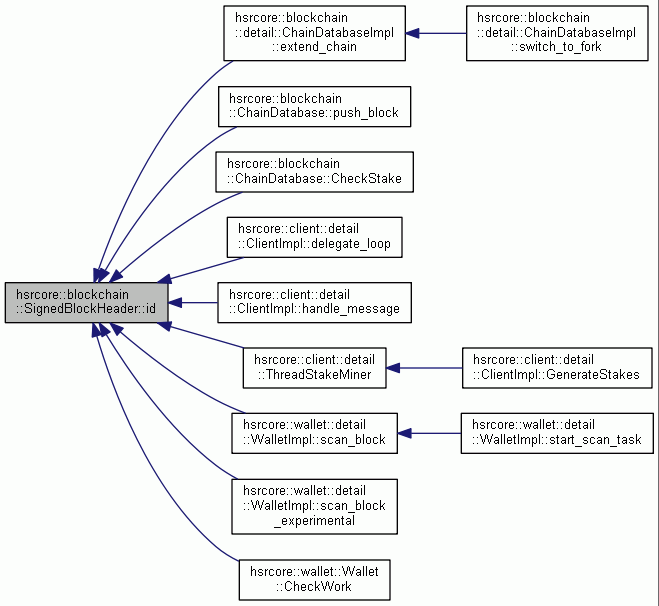 hsrcore::blockchain
::detail::ChainDatabaseImpl
::extend_chain
hsrcore::blockchain
::detail::ChainDatabaseImpl
::switch_to_fork
hsrcore::blockchain
::ChainDatabase::push_block
hsrcore::blockchain
::ChainDatabase::CheckStake
hsrcore::client::detail
::ClientImpl::delegate_loop
hsrcore::blockchain
::SignedBlockHeader::id
hsrcore::client::detail
::ClientImpl::handle_message
hsrcore::client::detail
::ThreadStakeMiner
hsrcore::client::detail
::ClientImpl::GenerateStakes
hsrcore::wallet::detail
::WalletImpl::scan_block
hsrcore::wallet::detail
::WalletImpl::start_scan_task
hsrcore::wallet::detail
::WalletImpl::scan_block
_experimental
hsrcore::wallet::Wallet
::CheckWork